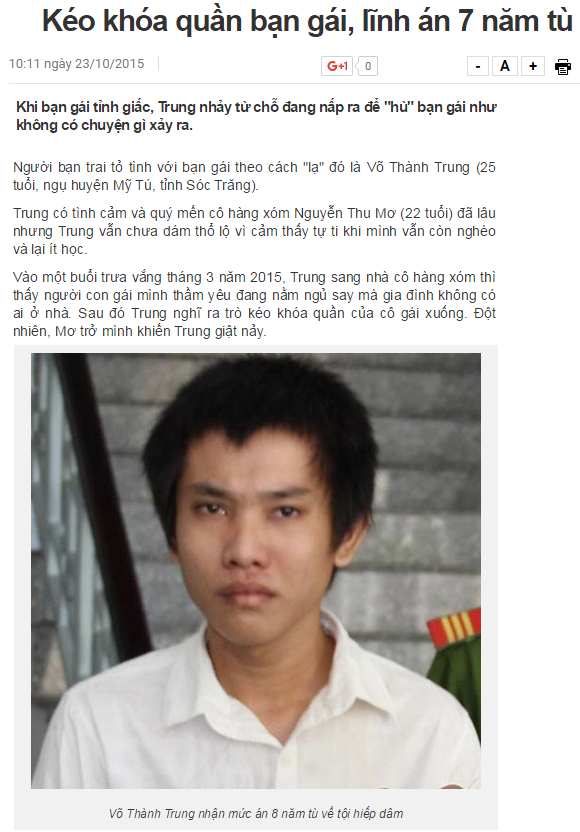 Kéo khóa quần bạn gái, lĩnh án 7 năm tù
10:11 ngày 23/10/2015
G+1 0
- A +
Khi bạn gái tỉnh giấc, Trung nhảy từ chỗ đang nấp ra để "hù" bạn gái như
không có chuyện gì xảy ra.
Người bạn trai tỏ tình với bạn gái theo cách "lạ" đó là Võ Thành Trung (25
tuổi, ngụ huyện Mỹ Tú, tỉnh Sóc Trăng).
Trung có tình cảm và quý mến cô hàng xóm Nguyễn Thu Mơ (22 tuổi) đã lâu
nhưng Trung vẫn chưa dám thổ lộ vì cảm thấy tự ti khi mình vẫn còn nghèo
và lại ít học.
Vào một buổi trưa vắng tháng 3 năm 2015, Trung sang nhà cô hàng xóm thì
thấy người con gái mình thầm yêu đang nằm ngủ say mà gia đình không có
ai ở nhà. Sau đó Trung nghĩ ra trò kéo khóa quần của cô gái xuống. Đột
nhiên, Mơ trở mình khiến Trung giật nảy.
Võ Thành Trung nhận mức án 8 năm tù về tội hiếp dâm